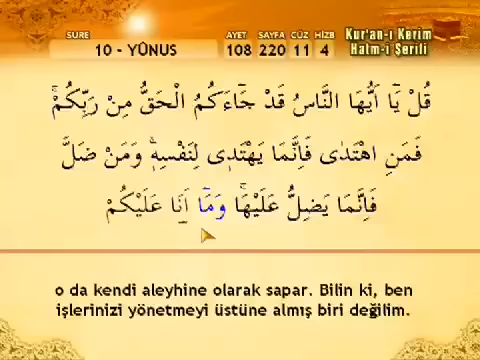 SURE AYET SAYFA CÜZ HİZB
10 - YÛNUS 108 220 11 4
Kur'an-ı Kerim
Hatm-i Şerifi
قُلْ يَٓا اَيُّهَا النَّاسُ قَدْ جَٓاءَكُمُ الْحَقُّ مِنْ رَبِّكُمْۚ
فَمَنِ اهْتَدٰى فَاِنَّمَا يَهْتَد۪ي لِنَفْسِه۪ۚ وَمَنْ ضَلَّ
فَاِنَّمَا يَضِلُّ عَلَيْهَاۚ وَمَٓا اَنَا۬ عَلَيْكُمْ
o da kendi aleyhine olarak sapar. Bilin ki, ben
işlerinizi yönetmeyi üstüne almış biri değilim.